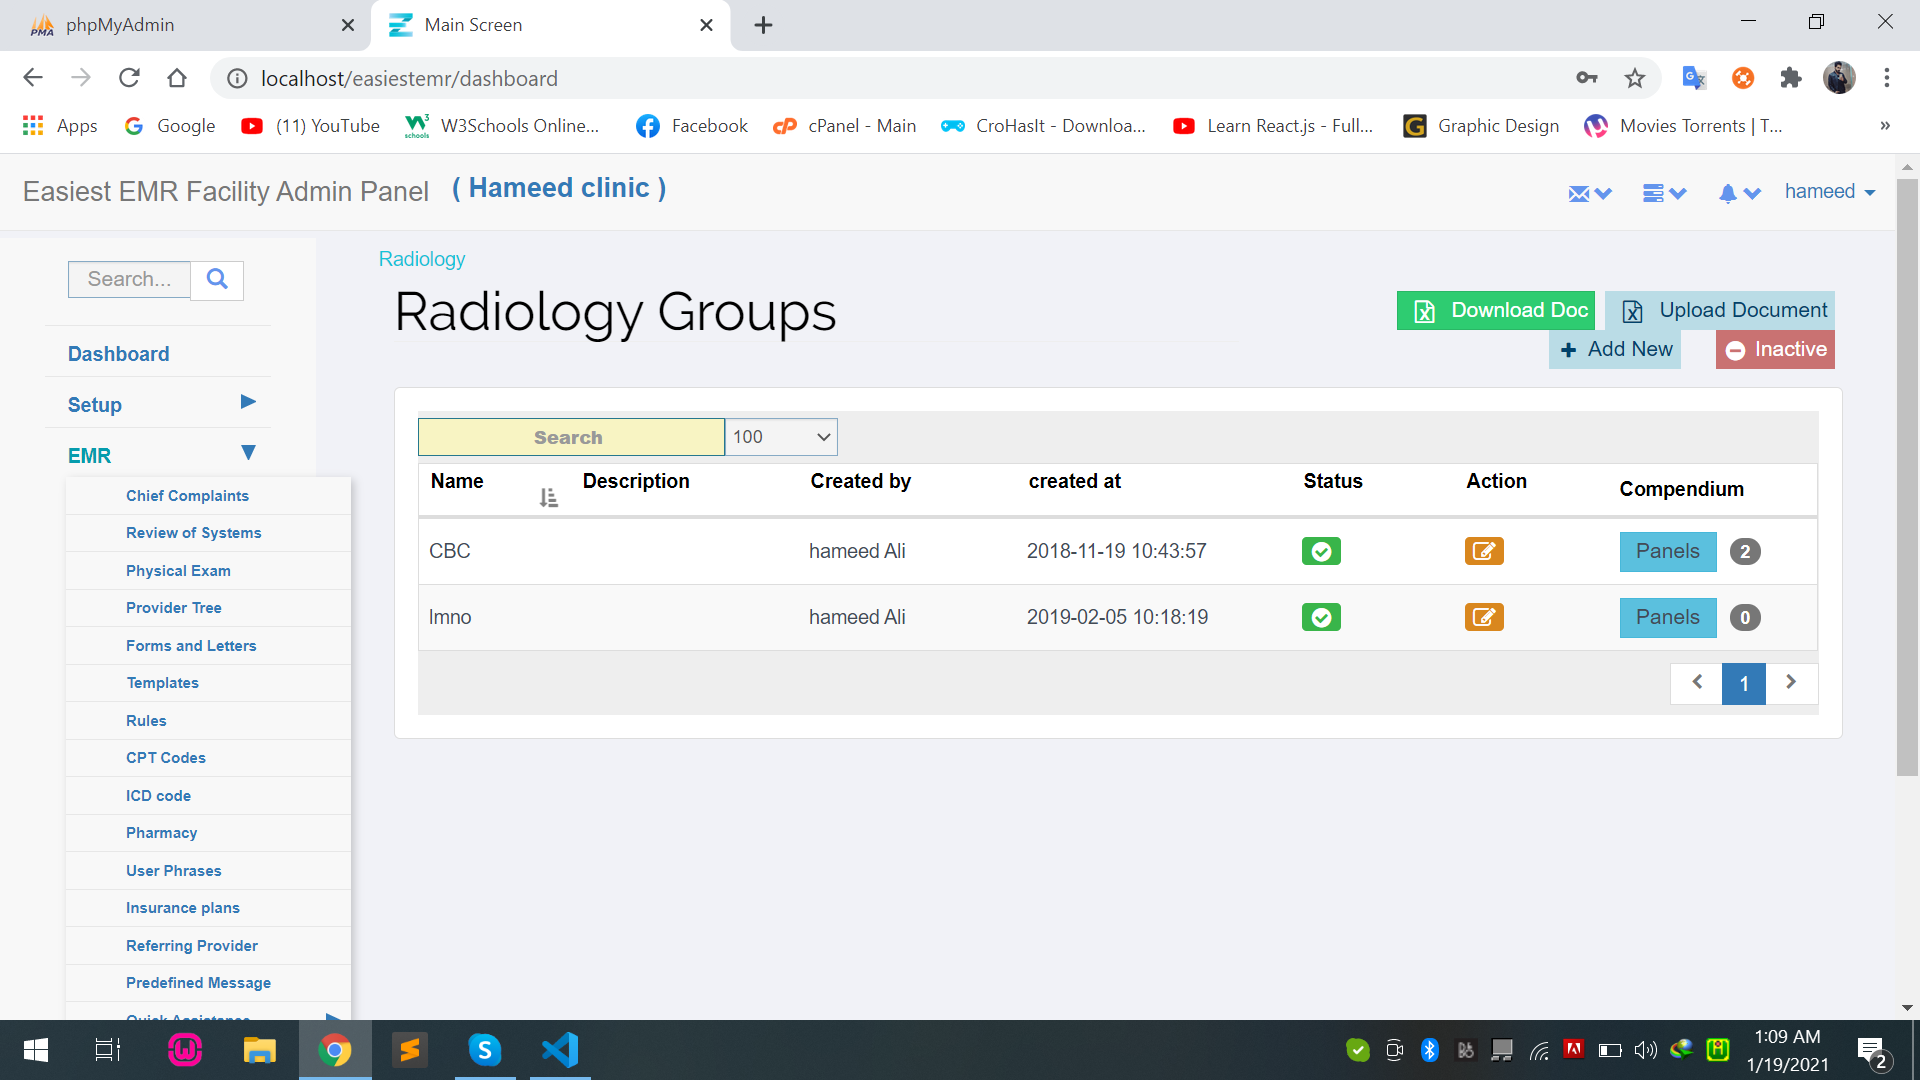 phpMyAdmin
Main Screen
localhost/easiestemr/dashboard
Apps
Google
(11) YouTube
W3Schools Online...
Facebook
cPanel - Main
CroHasIt - Downloa...
Learn React.js - Full...
Graphic Design
Movies Torrents | T...
Easiest EMR Facility Admin Panel ( Hameed clinic )
hameed
Search...
Radiology
Radiology Groups
Download Doc
Upload Document
Add New
Inactive
Dashboard
Setup
EMR
Chief Complaints
Review of Systems
Physical Exam
Provider Tree
Forms and Letters
Templates
Rules
CPT Codes
ICD code
Pharmacy
User Phrases
Insurance plans
Referring Provider
Predefined Message
Quick Assistance
Search
100
Name Description Created by created at Status Action Compendium
CBC hameed Ali 2018-11-19 10:43:57 Panels 2
lmno hameed Ali 2019-02-05 10:18:19 Panels 0
1
1:09 AM
1/19/2021
2